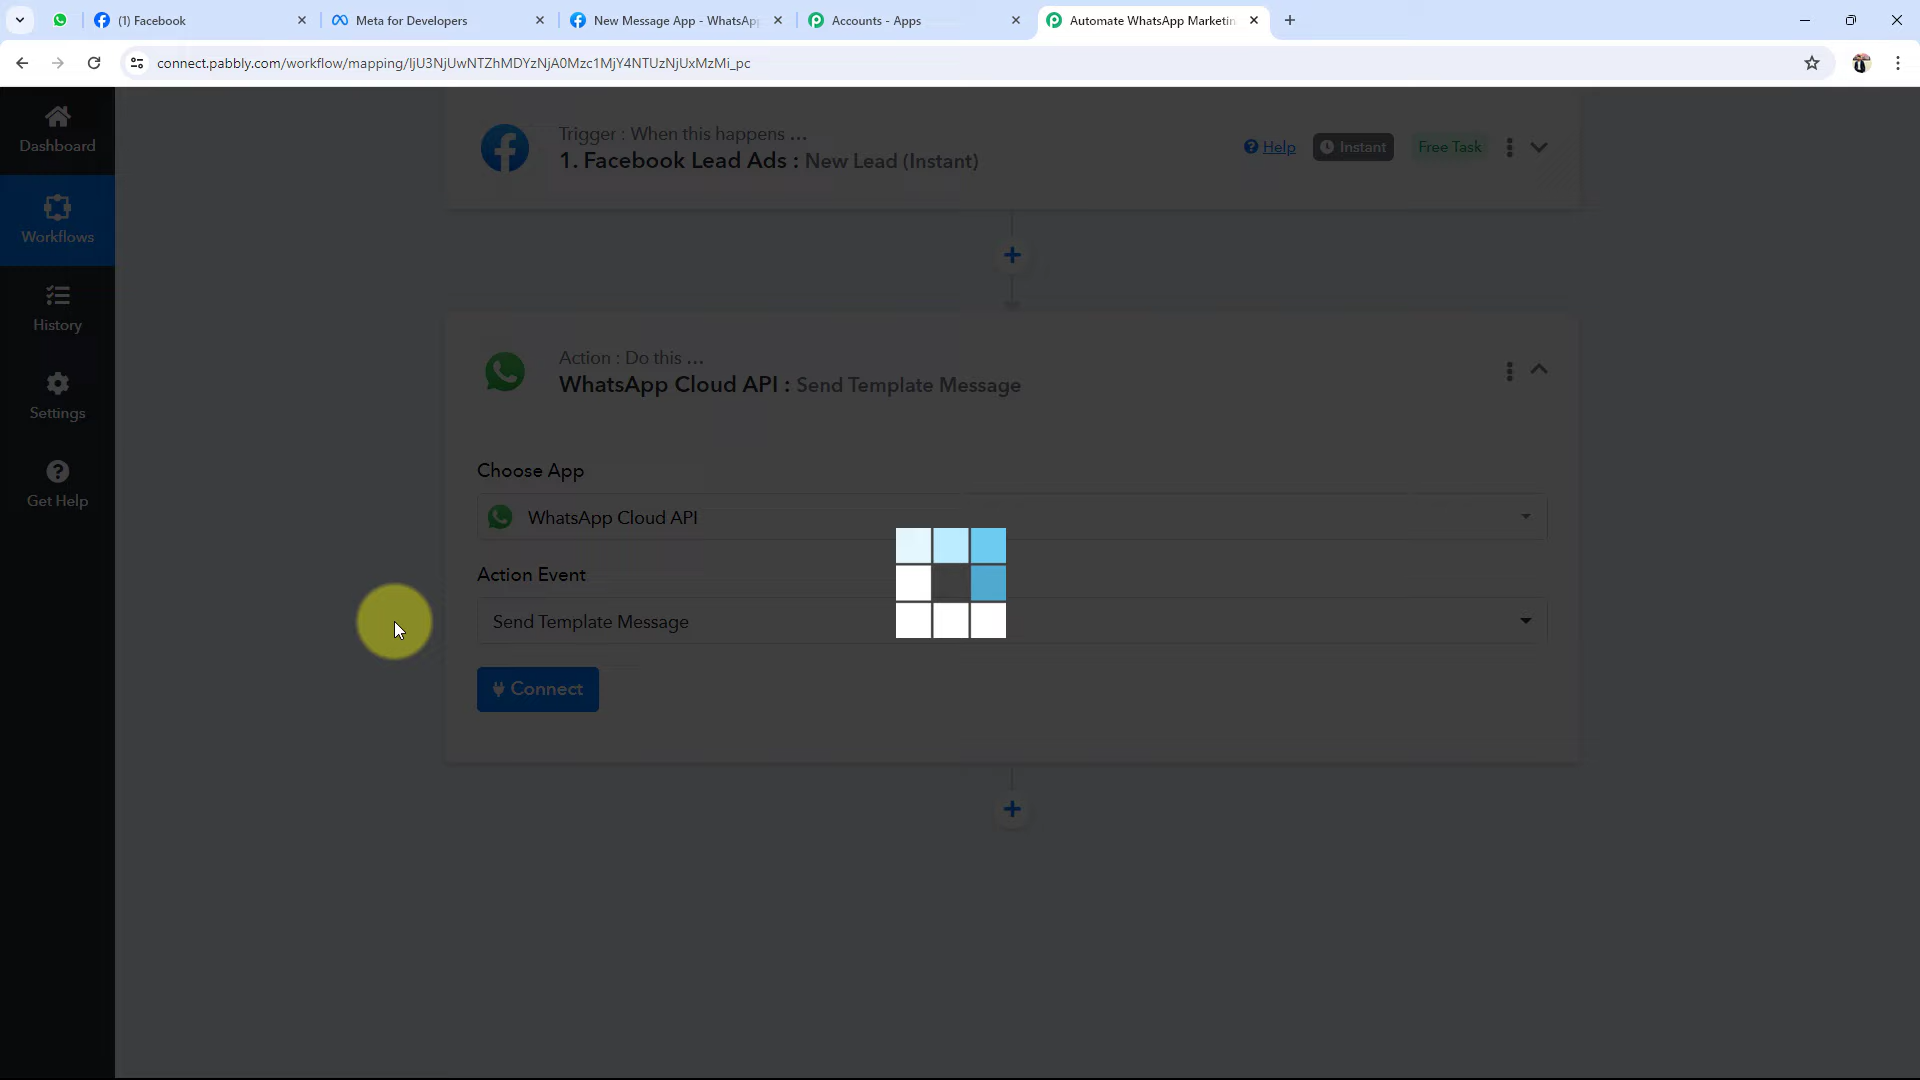 (1) Facebook
Meta for Developers
New Message App - WhatsApp
Accounts - Apps
Automate WhatsApp Marketin
connect.pabbly.com/workflow/mapping/IjU3NjUwNTZhMDYzNjA0Mzc1MjY4NTUzNjUxMzMi_pc
Dashboard
Workflows
History
Settings
Get Help
Trigger : When this happens ...
1. Facebook Lead Ads : New Lead (Instant)
Help
Instant
Free Task
Action : Do this ...
WhatsApp Cloud API : Send Template Message
Choose App
WhatsApp Cloud API
Action Event
Send Template Message
Connect